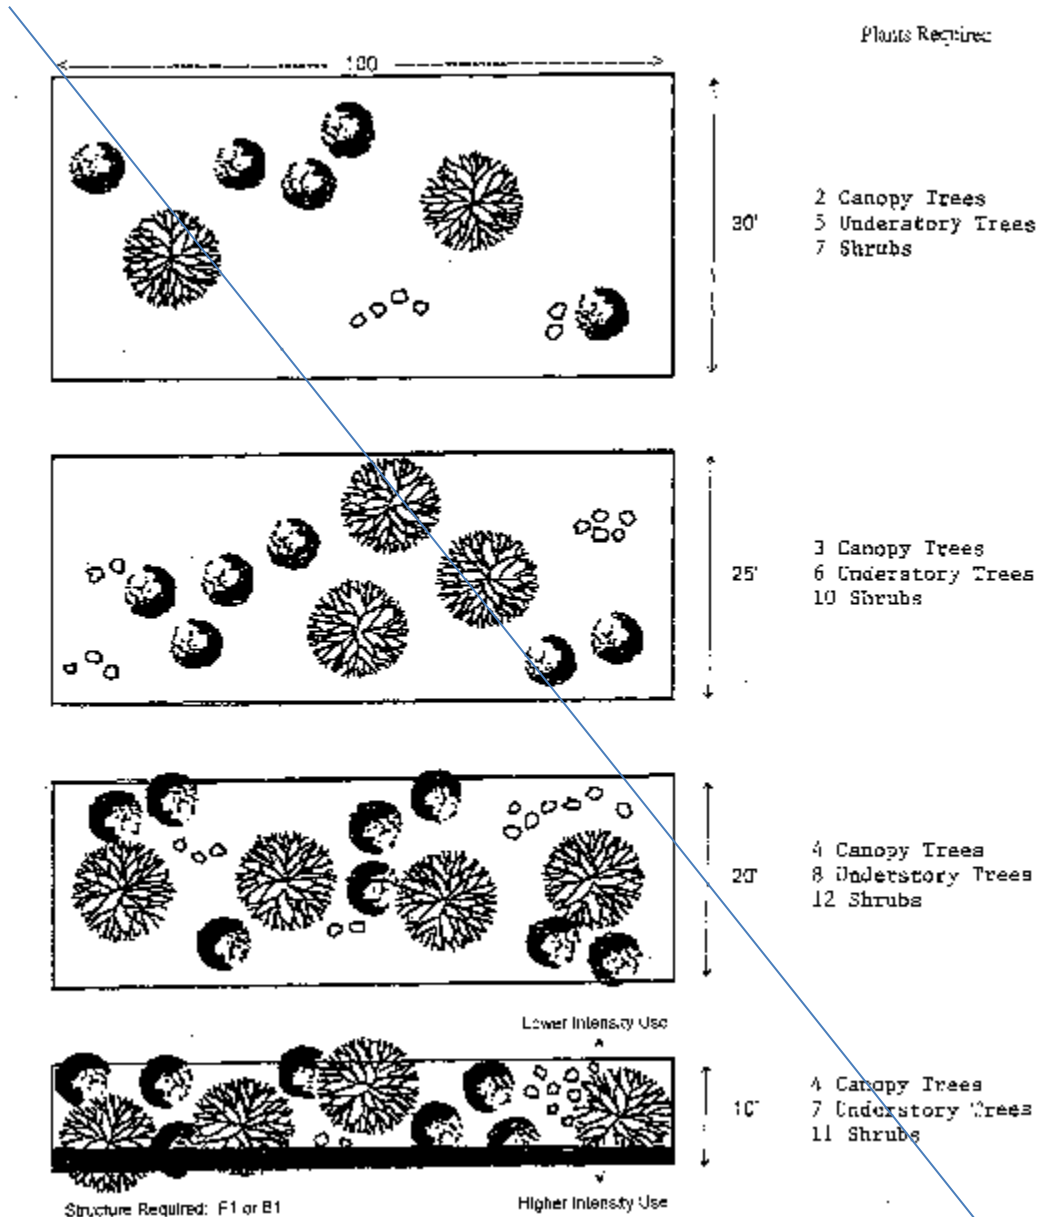 Plants Required
100
30'
2 Canopy Trees
5 Understory Trees
7 Shrubs
25'
3 Canopy Trees
6 Understory Trees
10 Shrubs
20'
4 Canopy Trees
8 Understory Trees
12 Shrubs
Lower Intensity Use
10'
4 Canopy Trees
7 Understory Trees
11 Shrubs
Structure Required: F1 or B1
Higher Intensity Use